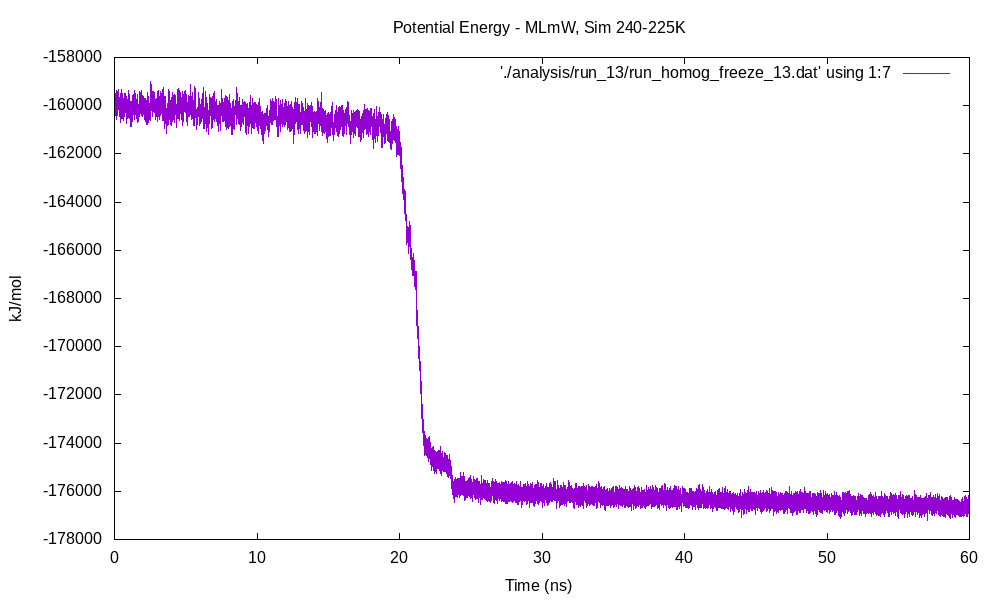 Potential Energy - MLmW, Sim 240-225K
'./analysis/run_13/run_homog_freeze_13.dat' using 1:7
-158000
-160000
-162000
-164000
-166000
-168000
-170000
-172000
-174000
-176000
-178000
kJ/mol
0 10 20 30 40 50 60
Time (ns)